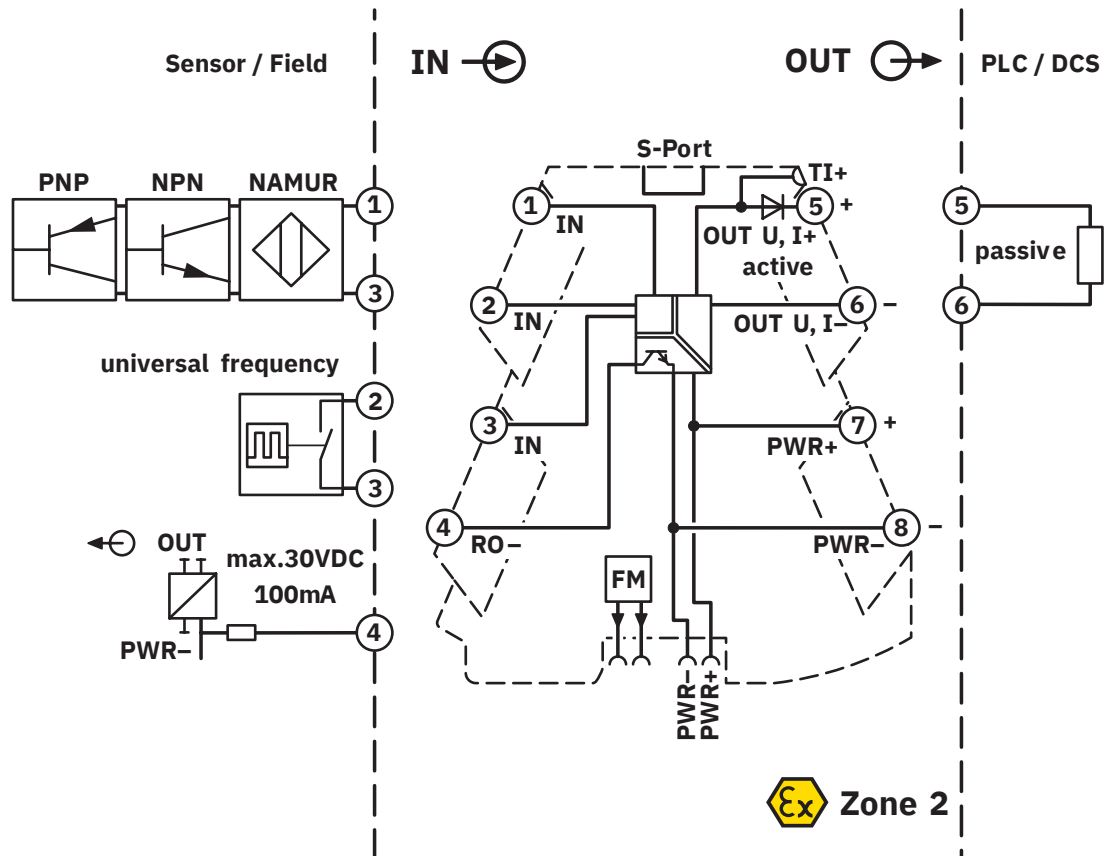 Sensor / Field
IN
OUT
PLC / DCS
S-Port
PNP NPN NAMUR
TI+
1
1
IN
5 +
5
OUT U, I+
active
passive
3
2
IN
6 –
OUT U, I–
6
universal frequency
2
3
IN
7 +
PWR+
3
4
RO–
8 –
PWR–
OUT
max.30VDC
100mA
FM
4
PWR–
PWR–
PWR+
Ex Zone 2